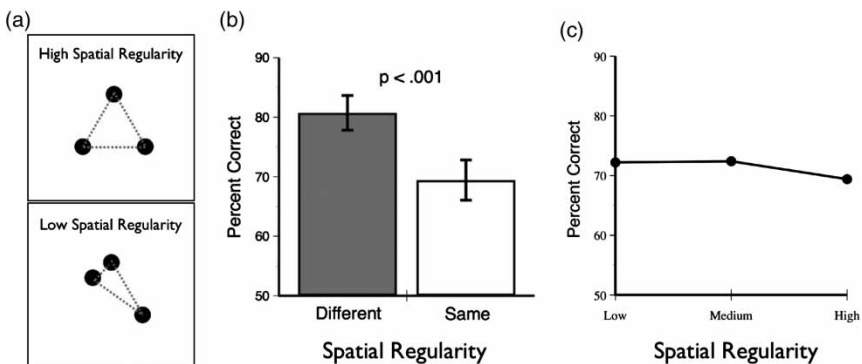 (a)
High Spatial Regularity
Low Spatial Regularity
(b)
Percent Correct
90
80
70
60
50
p < .001
Different
Same
Spatial Regularity
(c)
Percent Correct
90
80
70
60
50
Low
Medium
High
Spatial Regularity